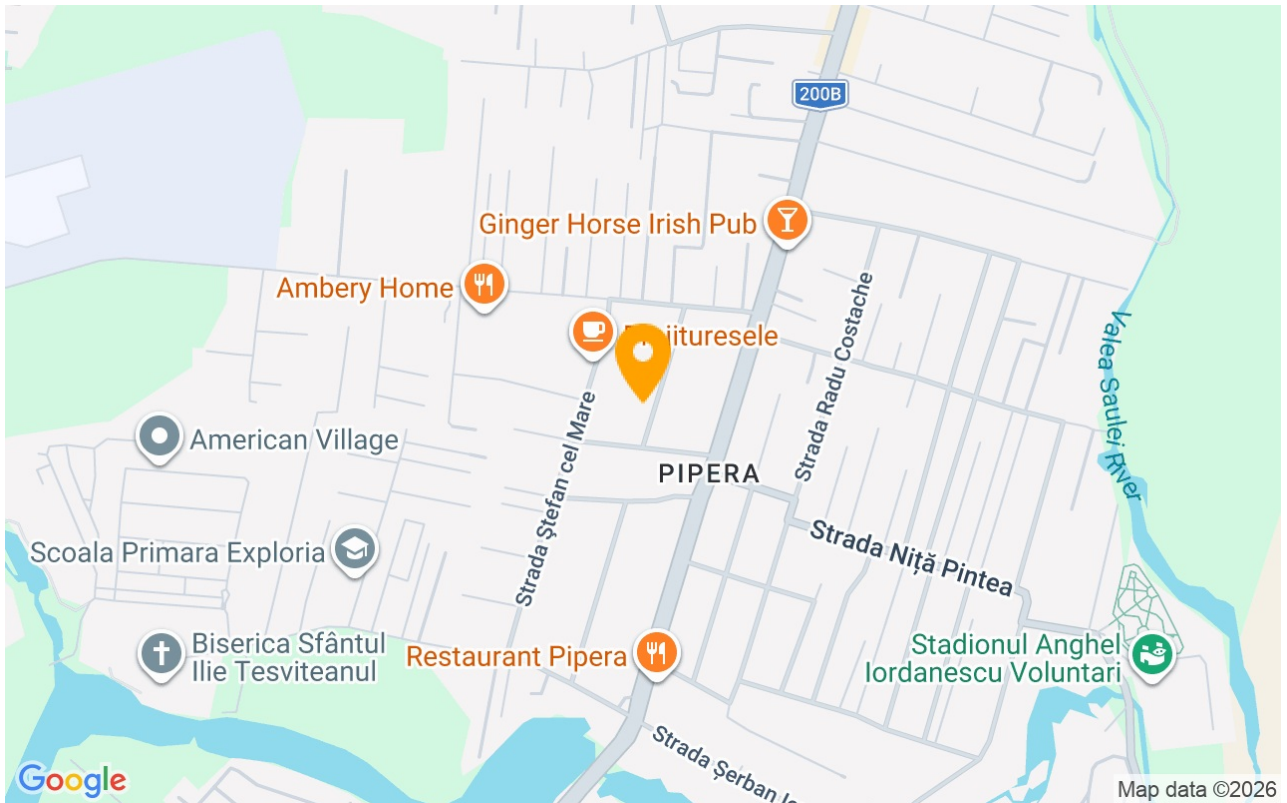 200B
Ginger Horse Irish Pub
Ambery Home
jituresele
Strada Radu Costache
Valea Saulei River
Strada Ștefan cel Mare
American Village
PIPERA
Scoala Primara Exploria
Strada Niță Pintea
Biserica Sfântul
Ilie Tesviteanul
Restaurant Pipera
Stadionul Anghel
Iordanescu Voluntari
Strada Șerban
Google
Map data ©2026